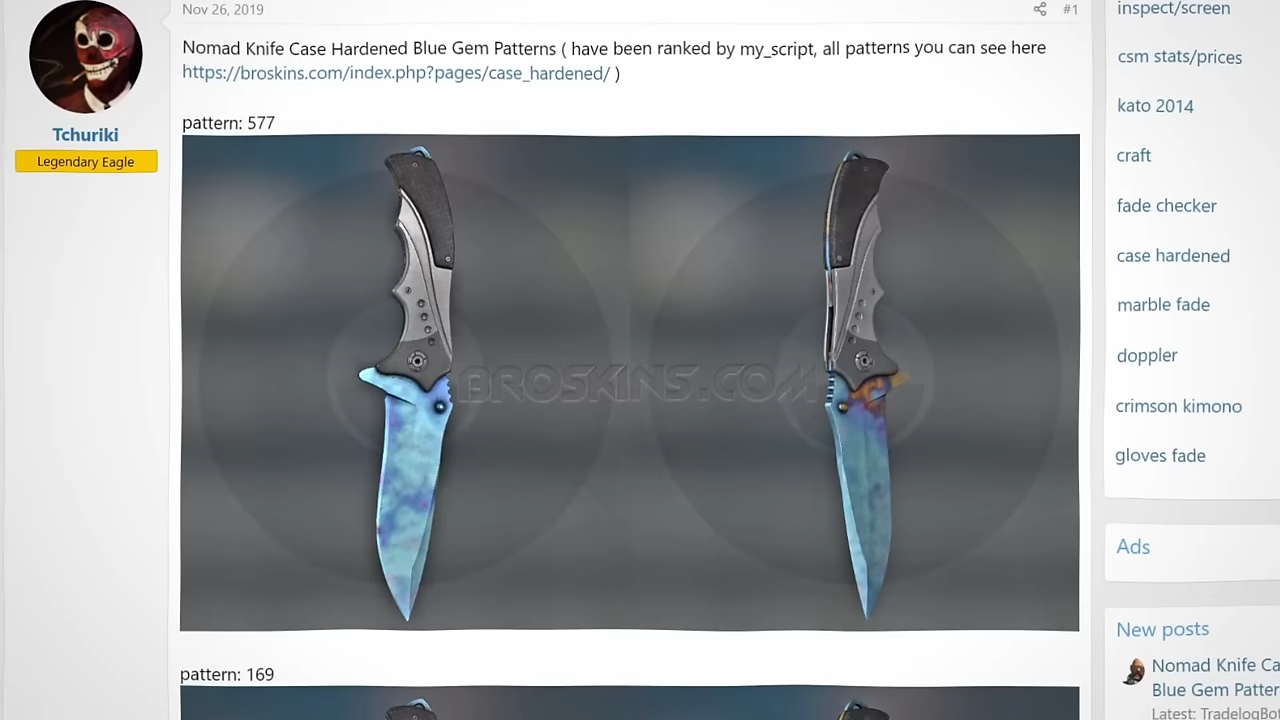 Nov 26, 2019
#1
Nomad Knife Case Hardened Blue Gem Patterns ( have been ranked by my_script, all patterns you can see here
https://broskins.com/index.php?pages/case_hardened/ )
pattern: 577
Tchuriki
Legendary Eagle
BROSKINS.COM
pattern: 169
inspect/screen
csm stats/prices
kato 2014
craft
fade checker
case hardened
marble fade
doppler
crimson kimono
gloves fade
Ads
New posts
Nomad Knife Ca
Blue Gem Patter
Latest: TradelogBot